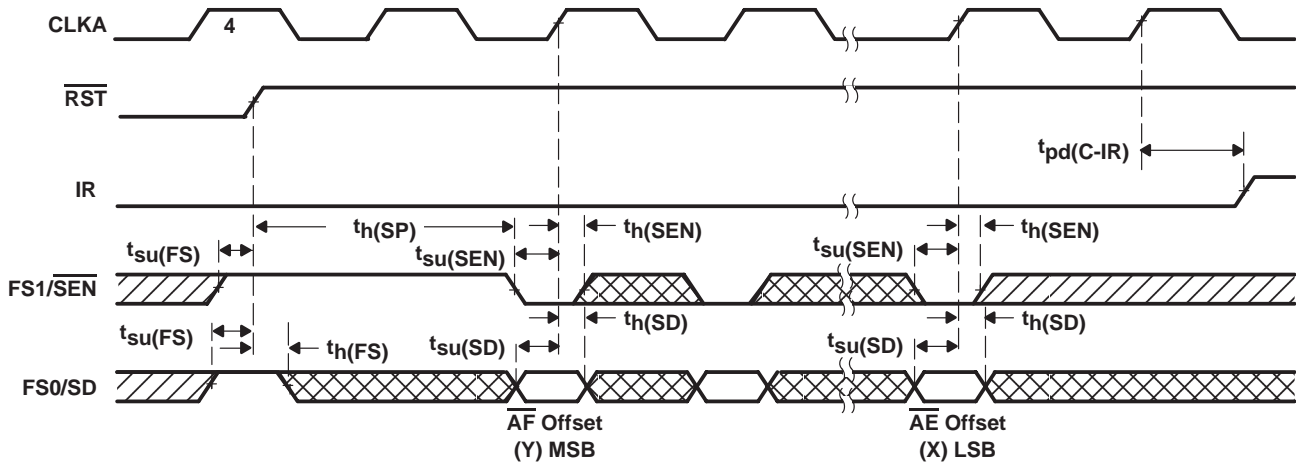 CLKA
4
RST
tpd(C-IR)
IR
th(SP)
th(SEN)
th(SEN)
tsu(FS)
tsu(SEN)
tsu(SEN)
FS1/SEN
th(SD)
th(SD)
tsu(FS)
th(FS)
tsu(SD)
tsu(SD)
FS0/SD
AF Offset
(Y) MSB
AE Offset
(X) LSB